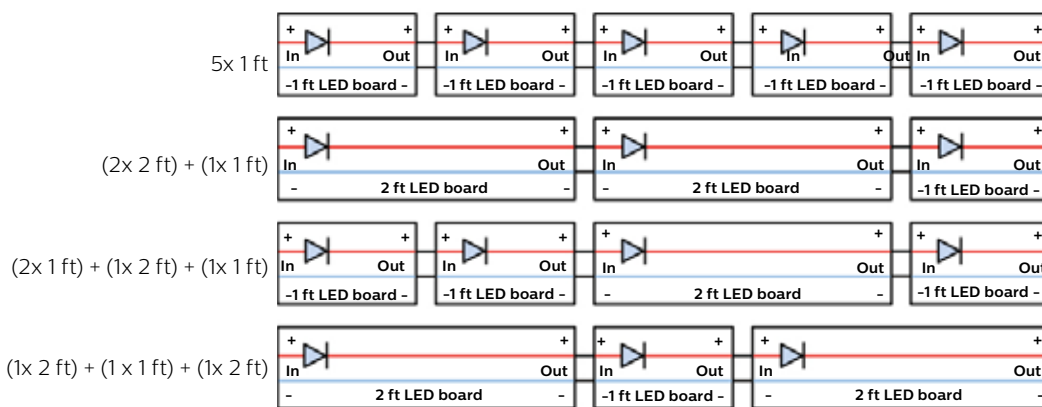 + + + + + + + + + +
5x 1 ft In Out In Out In Out In Out In Out
-1 ft LED board - -1 ft LED board - -1 ft LED board - -1 ft LED board - -1 ft LED board -
+ + + + + +
(2x 2 ft) + (1x 1 ft) In Out In Out In Out
- 2 ft LED board - - 2 ft LED board - -1 ft LED board -
+ + + + + + + +
(2x 1 ft) + (1x 2 ft) + (1x 1 ft) In Out In Out In Out In Out
-1 ft LED board - -1 ft LED board - - 2 ft LED board - -1 ft LED board -
+ + + + + +
(1x 2 ft) + (1 x 1 ft) + (1x 2 ft) In Out In Out In Out
- 2 ft LED board - -1 ft LED board - - 2 ft LED board -